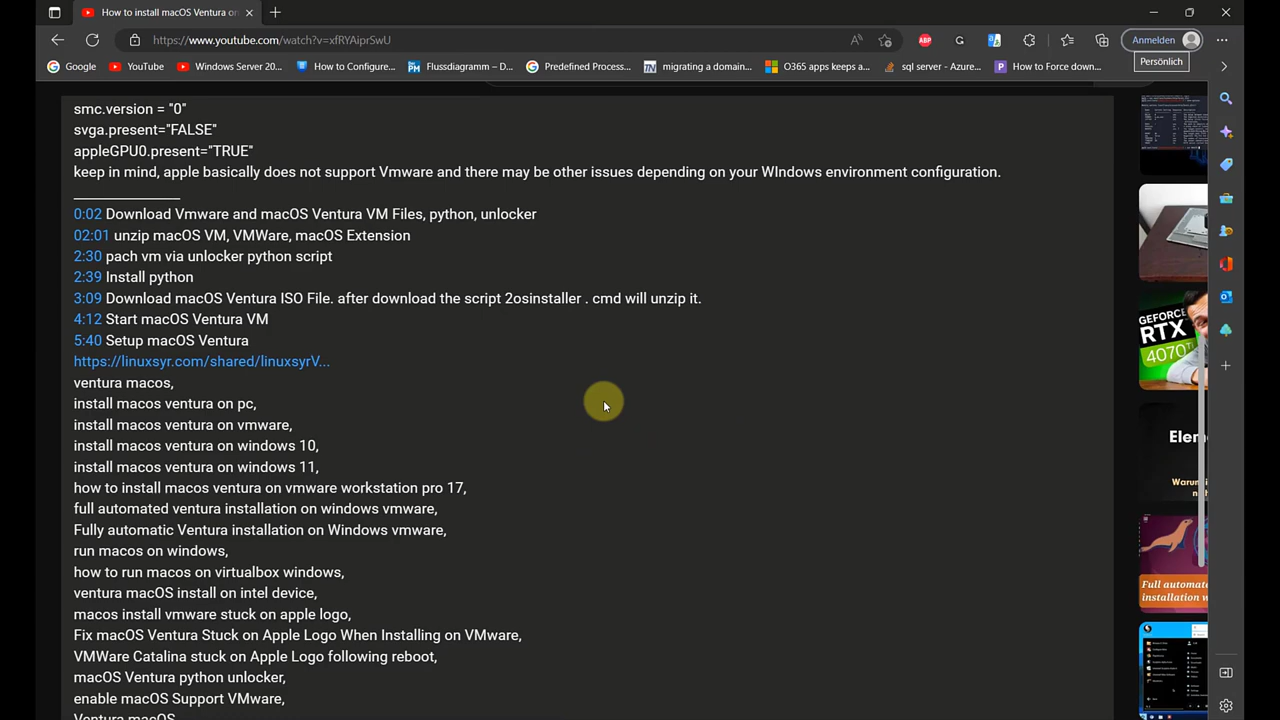 How to install macOS Ventura on
https://www.youtube.com/watch?v=xfRYAiprSwU
ABP
Anmelden
Google
YouTube
Windows Server 20...
How to Configure...
Flussdiagramm – D...
Predefined Process...
migrating a domain...
O365 apps keeps a...
sql server - Azure...
How to Force down...
Persönlich
smc.version = "0"
svga.present="FALSE"
appleGPU0.present="TRUE"
keep in mind, apple basically does not support Vmware and there may be other issues depending on your WIndows environment configuration.
0:02 Download Vmware and macOS Ventura VM Files, python, unlocker
02:01 unzip macOS VM, VMWare, macOS Extension
2:30 pach vm via unlocker python script
2:39 Install python
3:09 Download macOS Ventura ISO File. after download the script 2osinstaller . cmd will unzip it.
4:12 Start macOS Ventura VM
5:40 Setup macOS Ventura
https://linuxsyr.com/shared/linuxsyrV...
ventura macos,
install macos ventura on pc,
install macos ventura on vmware,
install macos ventura on windows 10,
install macos ventura on windows 11,
how to install macos ventura on vmware workstation pro 17,
full automated ventura installation on windows vmware,
Fully automatic Ventura installation on Windows vmware,
run macos on windows,
how to run macos on virtualbox windows,
ventura macOS install on intel device,
macos install vmware stuck on apple logo,
Fix macOS Ventura Stuck on Apple Logo When Installing on VMware,
VMWare Catalina stuck on Apple Logo following reboot,
macOS Ventura python unlocker,
enable macOS Support VMware,
Ventura macOS
GEFORCE
RTX
4070Ti
Elem
Warum i
Full automat
installation w